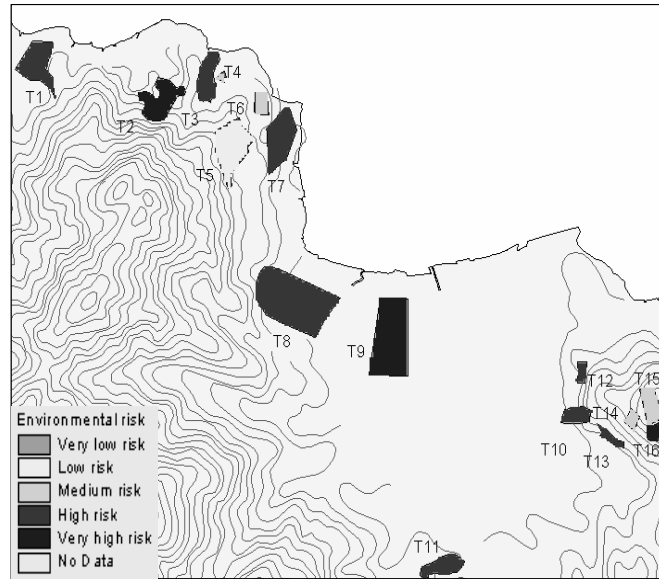 T4
T1
T2
T3
T6
T5
T7
T8
T9
T12
T15
T14
T10
T13
T16
T11
Environmental risk
Very low risk
Low risk
Medium risk
High risk
Very high risk
No Data